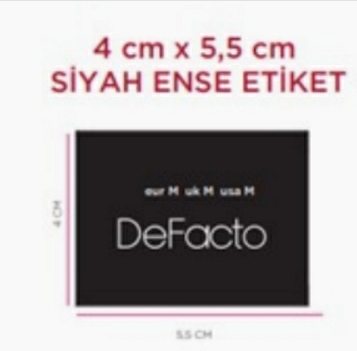 4 cm x 5,5 cm
SİYAH ENSE ETİKET
eur M uk M usa M
DeFacto
4 CM
5.5 CM